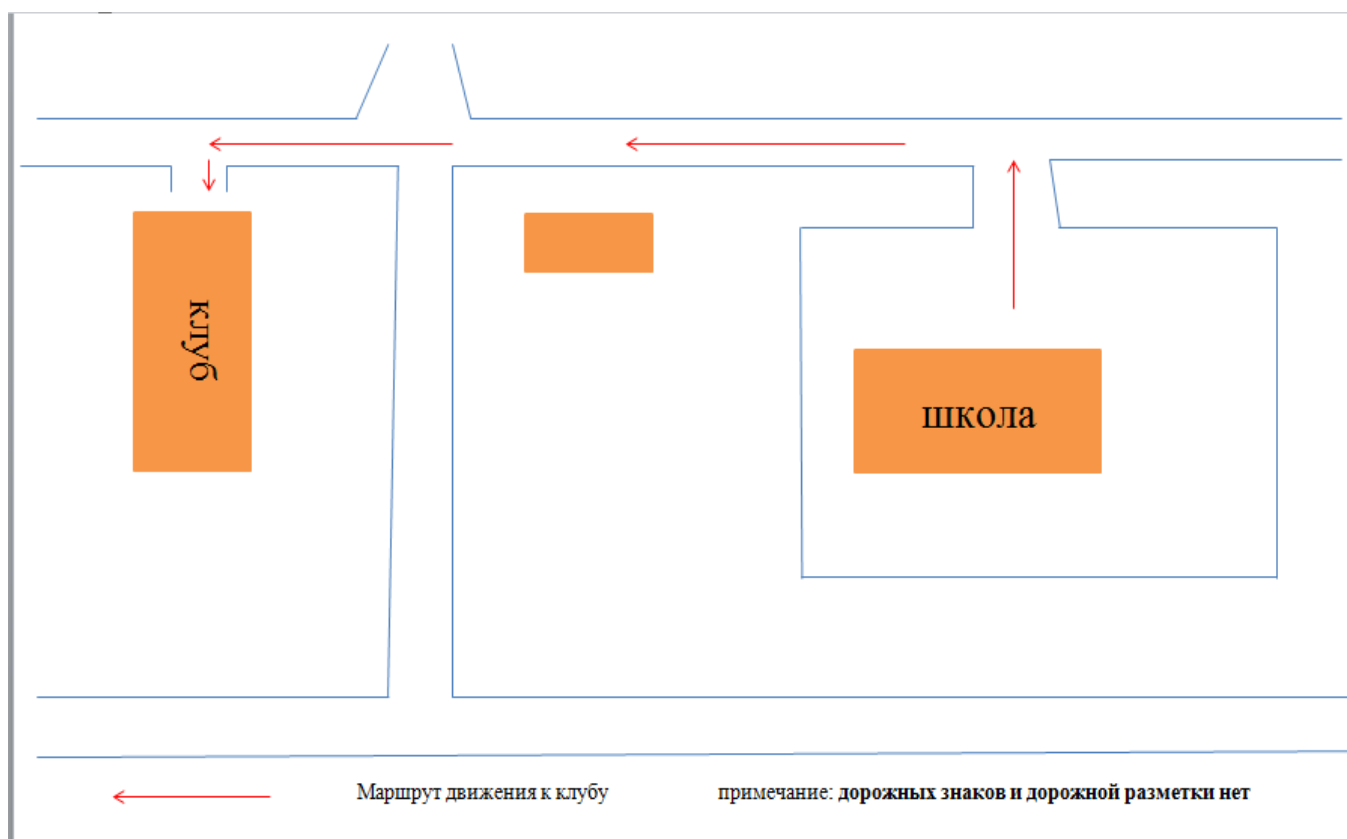 клуб
школа
Маршрут движения к клубу примечание: дорожных знаков и дорожной разметки нет